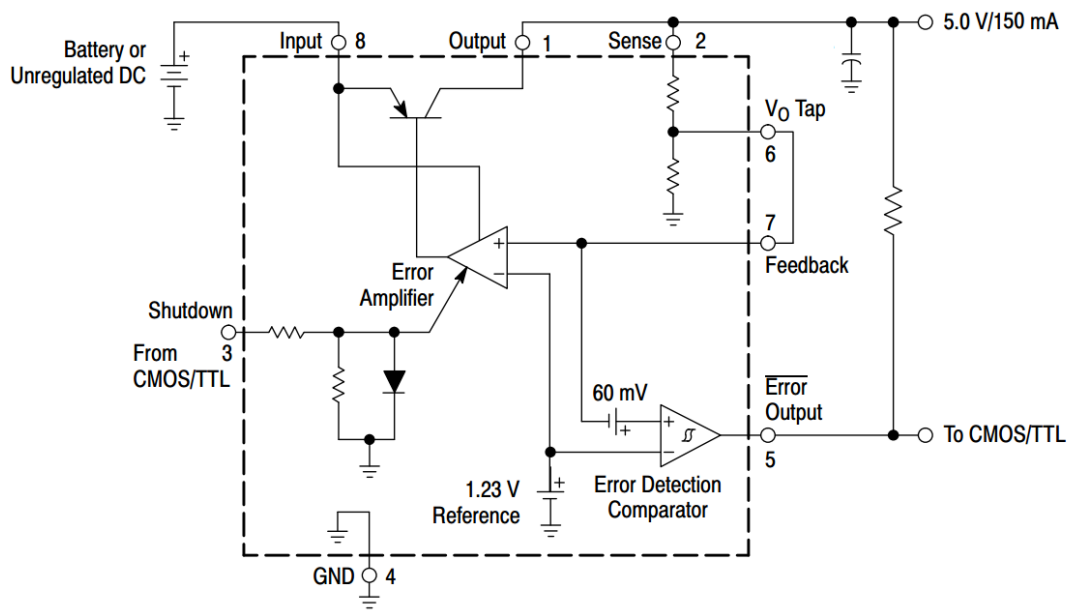 Battery or
Unregulated DC
+
Input 8
Output 1
Sense 2
5.0 V/150 mA
VO Tap
6
7
Feedback
+
−
Error
Amplifier
Shutdown
3
From
CMOS/TTL
60 mV
+
+
−
Error
Output
5
To CMOS/TTL
1.23 V
Reference
+
Error Detection
Comparator
GND 4